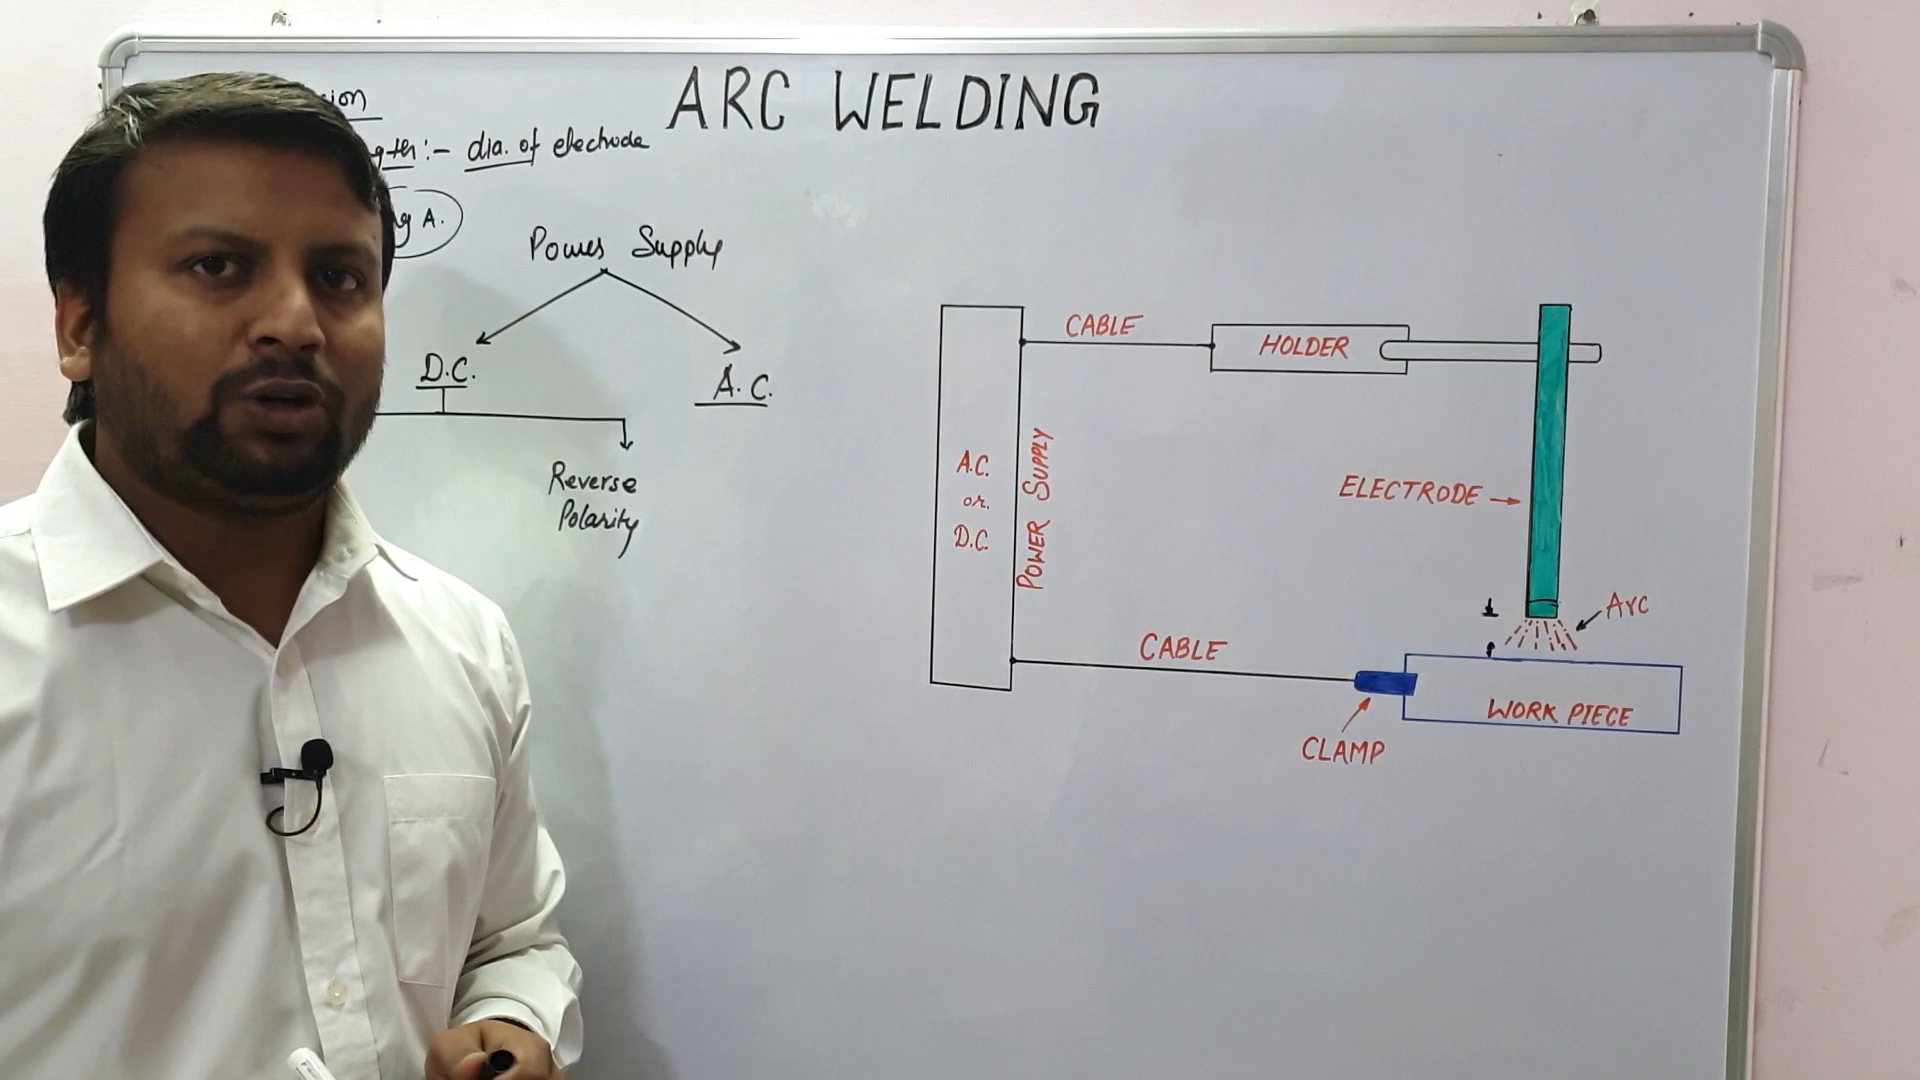 ARC WELDING
dia. of electrode
A.
Power Supply
D.C.
A.C.
Reverse
Polarity
CABLE
HOLDER
A.C.
or.
D.C.
POWER SUPPLY
ELECTRODE
Arc
CABLE
WORK PIECE
CLAMP